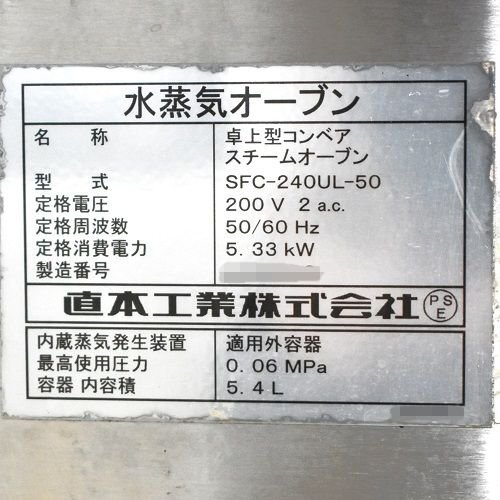 水蒸気オーブン
名 称 卓上型コンベア
スチームオーブン
型 式 SFC-240UL-50
定格電圧 200 V 2 a.c.
定格周波数 50/60 Hz
定格消費電力 5. 33 kW
製造番号
直本工業株式会社 PSE
内蔵蒸気発生装置 適用外容器
最高使用圧力 0. 06 MPa
容器 内容積 5. 4 L